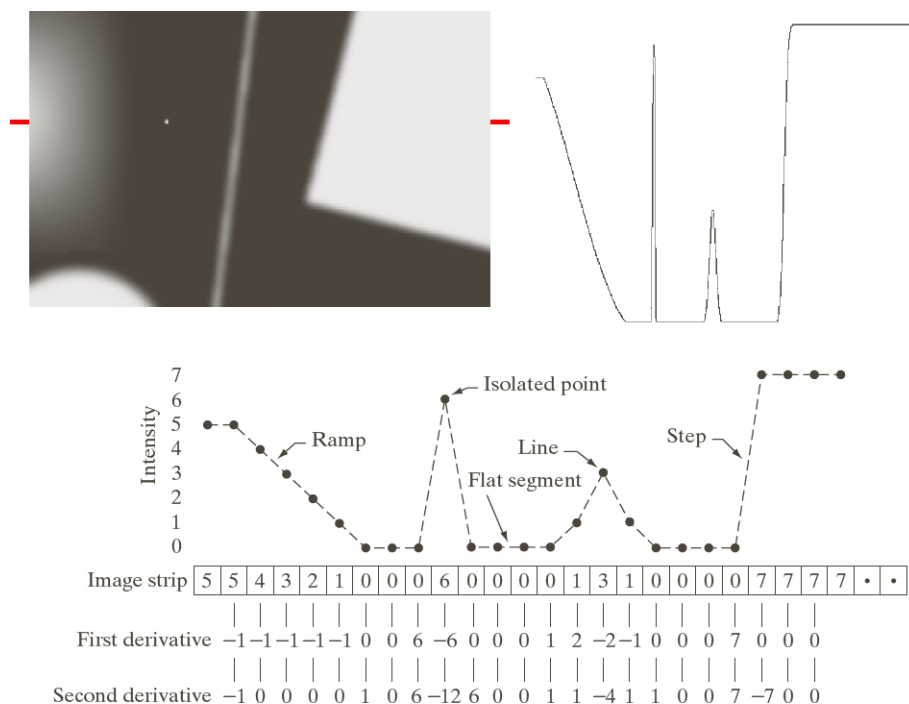 7
6
5
4
3
2
1
0
Intensity
Ramp
Isolated point
Flat segment
Line
Step
Image strip 5 5 4 3 2 1 0 0 0 6 0 0 0 0 1 3 1 0 0 0 0 7 7 7 7 • •
First derivative −1 −1 −1 −1 −1 0 0 6 −6 0 0 0 1 2 −2 −1 0 0 0 7 0 0 0
Second derivative −1 0 0 0 0 1 0 6 −12 6 0 0 1 1 −4 1 1 0 0 7 −7 0 0